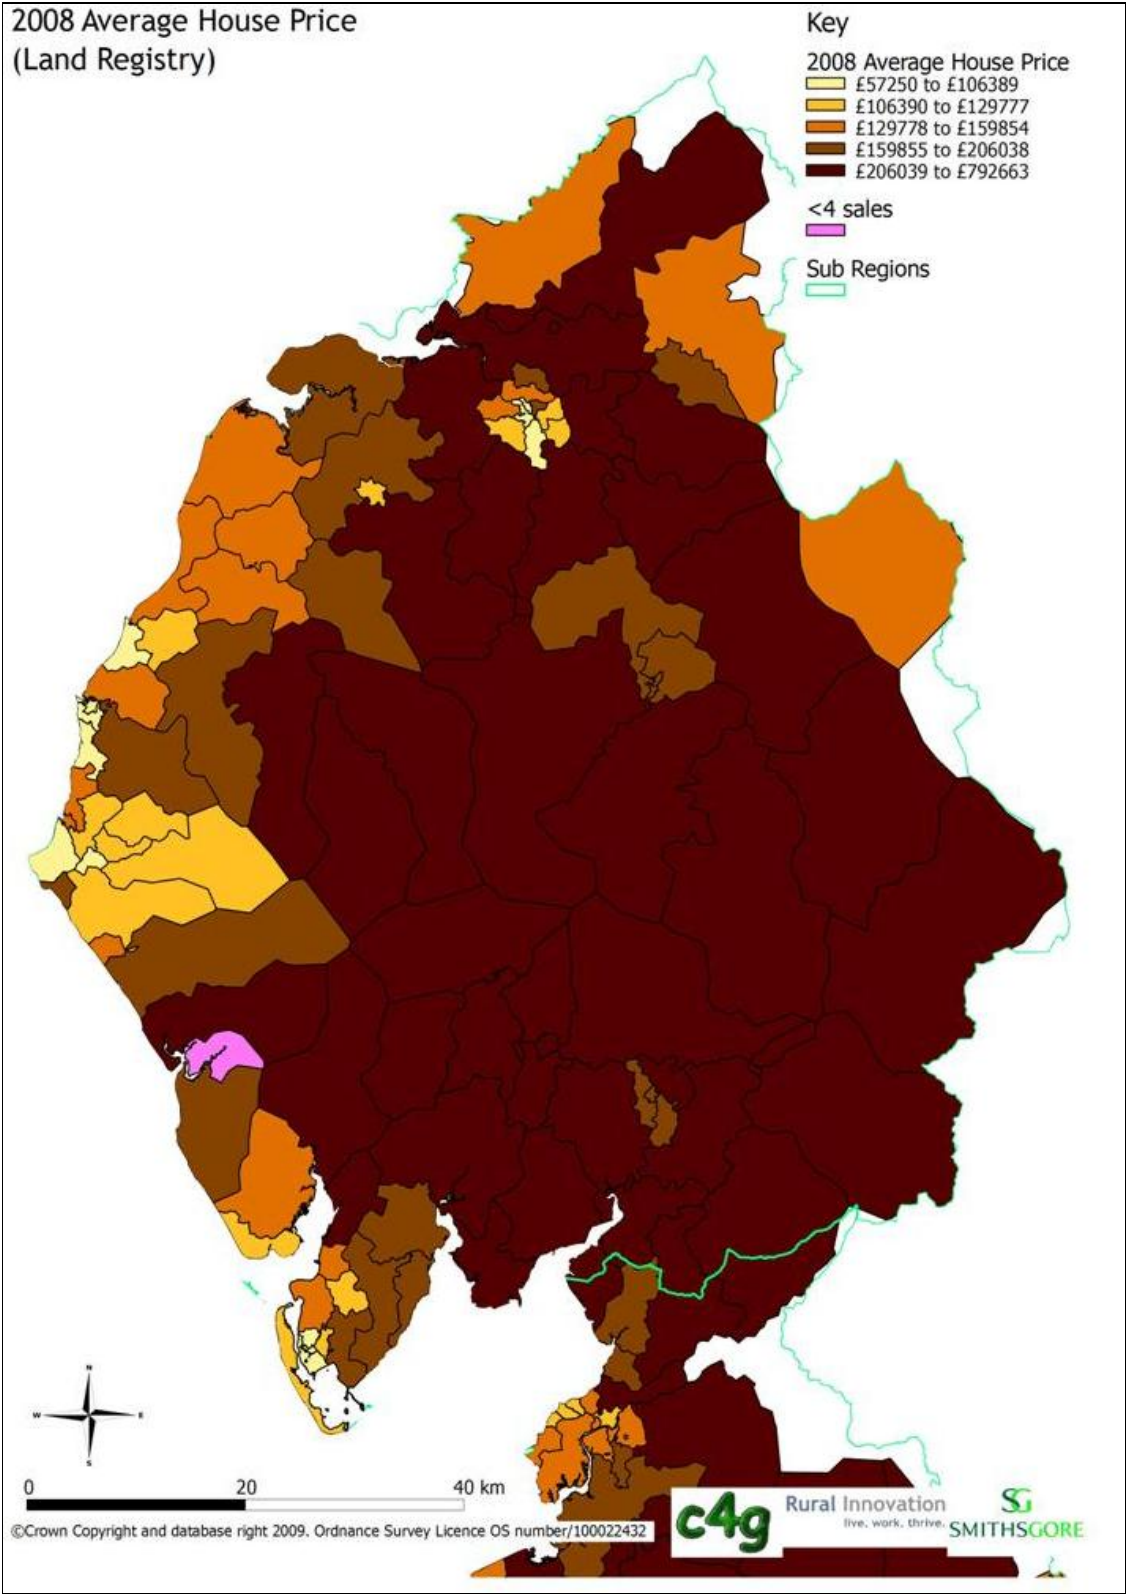 2008 Average House Price
(Land Registry)
Key
2008 Average House Price
£57250 to £106389
£106390 to £129777
£129778 to £159854
£159855 to £206038
£206039 to £792663
<4 sales
Sub Regions
N
W
E
S
0 20 40 km
©Crown Copyright and database right 2009. Ordnance Survey Licence OS number/100022432
c4g
Rural Innovation
live, work, thrive.
SG
SMITHSGORE